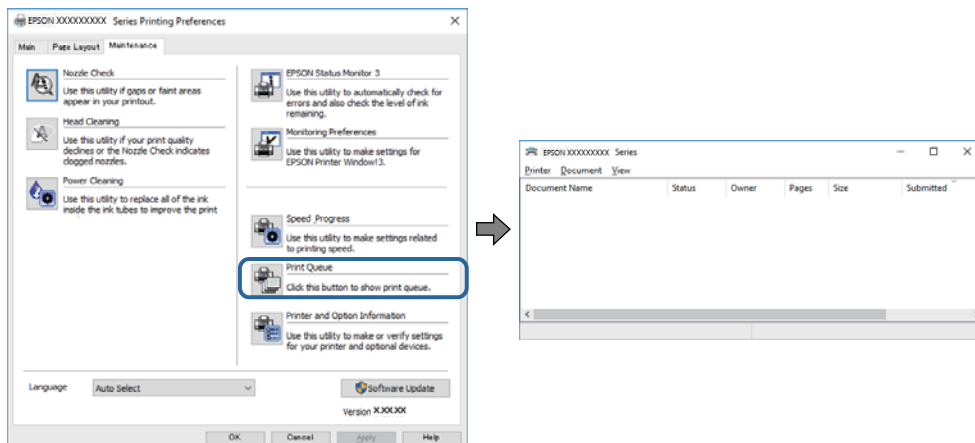 EPSON XXXXXXXXX Series Printing Preferences
Main Page Layout Maintenance
Nozzle Check
Use this utility if gaps or faint areas
appear in your printout.
Head Cleaning
Use this utility if your print quality
declines or the Nozzle Check indicates
clogged nozzles.
Power Cleaning
Use this utility to replace all of the ink
inside the ink tubes to improve the print
EPSON Status Monitor 3
Use this utility to automatically check for
errors and also check the level of ink
remaining.
Monitoring Preferences
Use this utility to make settings for
EPSON Printer Window!3.
Speed_Progress
Use this utility to make settings related
to printing speed.
Print Queue
Click this button to show print queue.
Printer and Option Information
Use this utility to make or verify settings
for your printer and optional devices.
Language Auto Select
Software Update
Version X.XX.XX
OK Cancel Apply Help
EPSON XXXXXXXXX Series
Printer Document View
Document Name Status Owner Pages Size Submitted